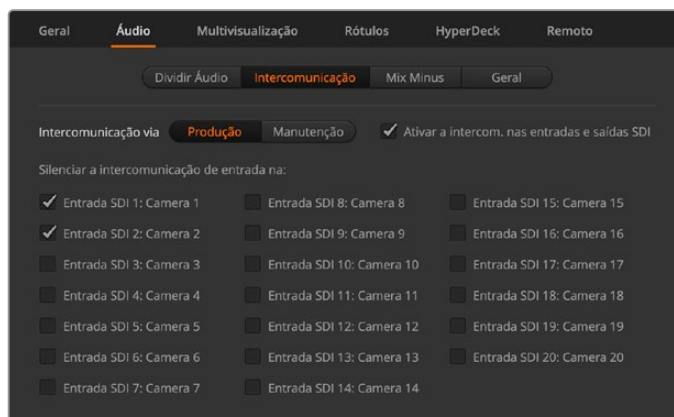 Geral Áudio Multivisualização Rótulos HyperDeck Remoto
Dividir Áudio Intercomunicação Mix Minus Geral
Intercomunicação via Produção Manutenção Ativar a intercom. nas entradas e saídas SDI
Silenciar a intercomunicação de entrada na:
Entrada SDI 1: Camera 1 Entrada SDI 8: Camera 8 Entrada SDI 15: Camera 15
Entrada SDI 2: Camera 2 Entrada SDI 9: Camera 9 Entrada SDI 16: Camera 16
Entrada SDI 3: Camera 3 Entrada SDI 10: Camera 10 Entrada SDI 17: Camera 17
Entrada SDI 4: Camera 4 Entrada SDI 11: Camera 11 Entrada SDI 18: Camera 18
Entrada SDI 5: Camera 5 Entrada SDI 12: Camera 12 Entrada SDI 19: Camera 19
Entrada SDI 6: Camera 6 Entrada SDI 13: Camera 13 Entrada SDI 20: Camera 20
Entrada SDI 7: Camera 7 Entrada SDI 14: Camera 14